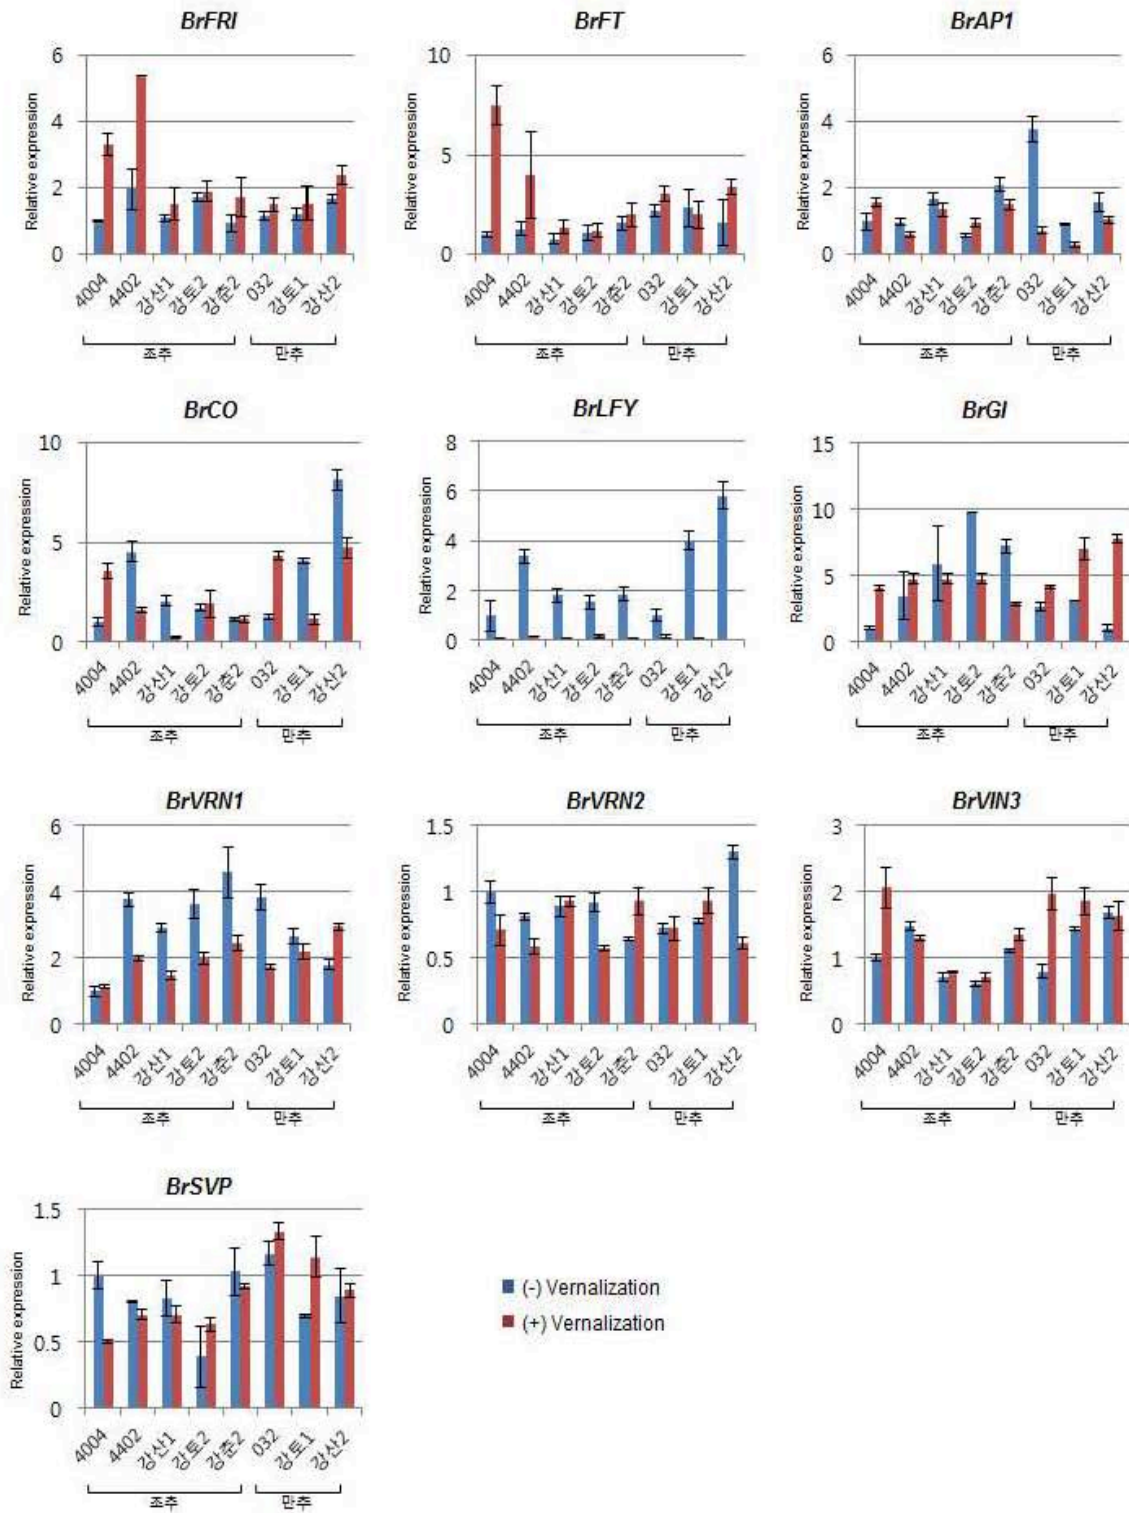 BrFRI
Relative expression
6
4
2
0
4004 4402 강산1 강토2 강춘2 032 강토1 강산2
조추 만추
BrFT
Relative expression
10
5
0
4004 4402 강산1 강토2 강춘2 032 강토1 강산2
조추 만추
BrAP1
Relative expression
6
4
2
0
4004 4402 강산1 강토2 강춘2 032 강토1 강산2
조추 만추
BrCO
Relative expression
10
5
0
4004 4402 강산1 강토2 강춘2 032 강토1 강산2
조추 만추
BrLFY
Relative expression
8
6
4
2
0
4004 4402 강산1 강토2 강춘2 032 강토1 강산2
조추 만추
BrGI
Relative expression
15
10
5
0
4004 4402 강산1 강토2 강춘2 032 강토1 강산2
조추 만추
BrVRN1
Relative expression
6
4
2
0
4004 4402 강산1 강토2 강춘2 032 강토1 강산2
조추 만추
BrVRN2
Relative expression
1.5
1
0.5
0
4004 4402 강산1 강토2 강춘2 032 강토1 강산2
조추 만추
BrVIN3
Relative expression
3
2
1
0
4004 4402 강산1 강토2 강춘2 032 강토1 강산2
조추 만추
BrSVP
Relative expression
1.5
1
0.5
0
4004 4402 강산1 강토2 강춘2 032 강토1 강산2
조추 만추
(-) Vernalization
(+) Vernalization